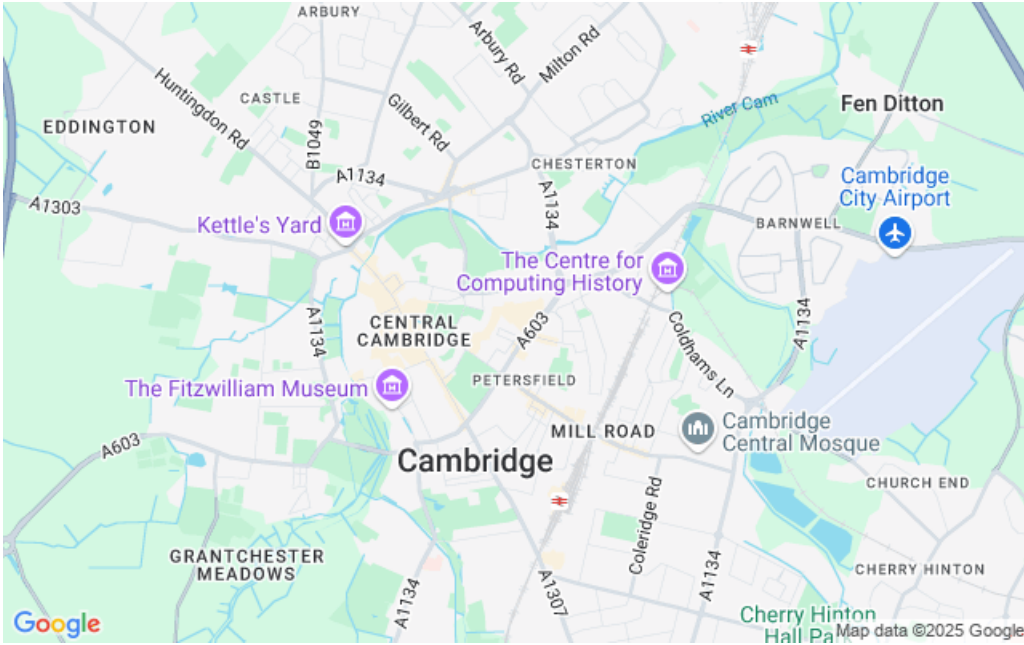 ARBURY
Arbury Rd
Milton Rd
Huntingdon Rd
CASTLE
Gilbert Rd
River Cam
Fen Ditton
EDDINGTON
B1049
A1134
CHESTERTON
A1134
Cambridge
City Airport
A1303
Kettle's Yard
BARNWELL
The Centre for
Computing History
A1134
CENTRAL
CAMBRIDGE
A603
Coldhams Ln
A1134
The Fitzwilliam Museum
PETERSFIELD
MILL ROAD
Cambridge
Central Mosque
A603
Cambridge
CHURCH END
Coleridge Rd
GRANTCHESTER
MEADOWS
A1134
A1307
A1134
CHERRY HINTON
Cherry Hinton
Hall Park
Google
Map data ©2025 Google